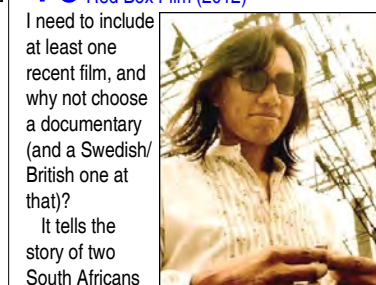 Red Box Film (2012)
I need to include
at least one
recent film, and
why not choose
a documentary
(and a Swedish/
British one at
that)?
It tells the
story of two
South Africans